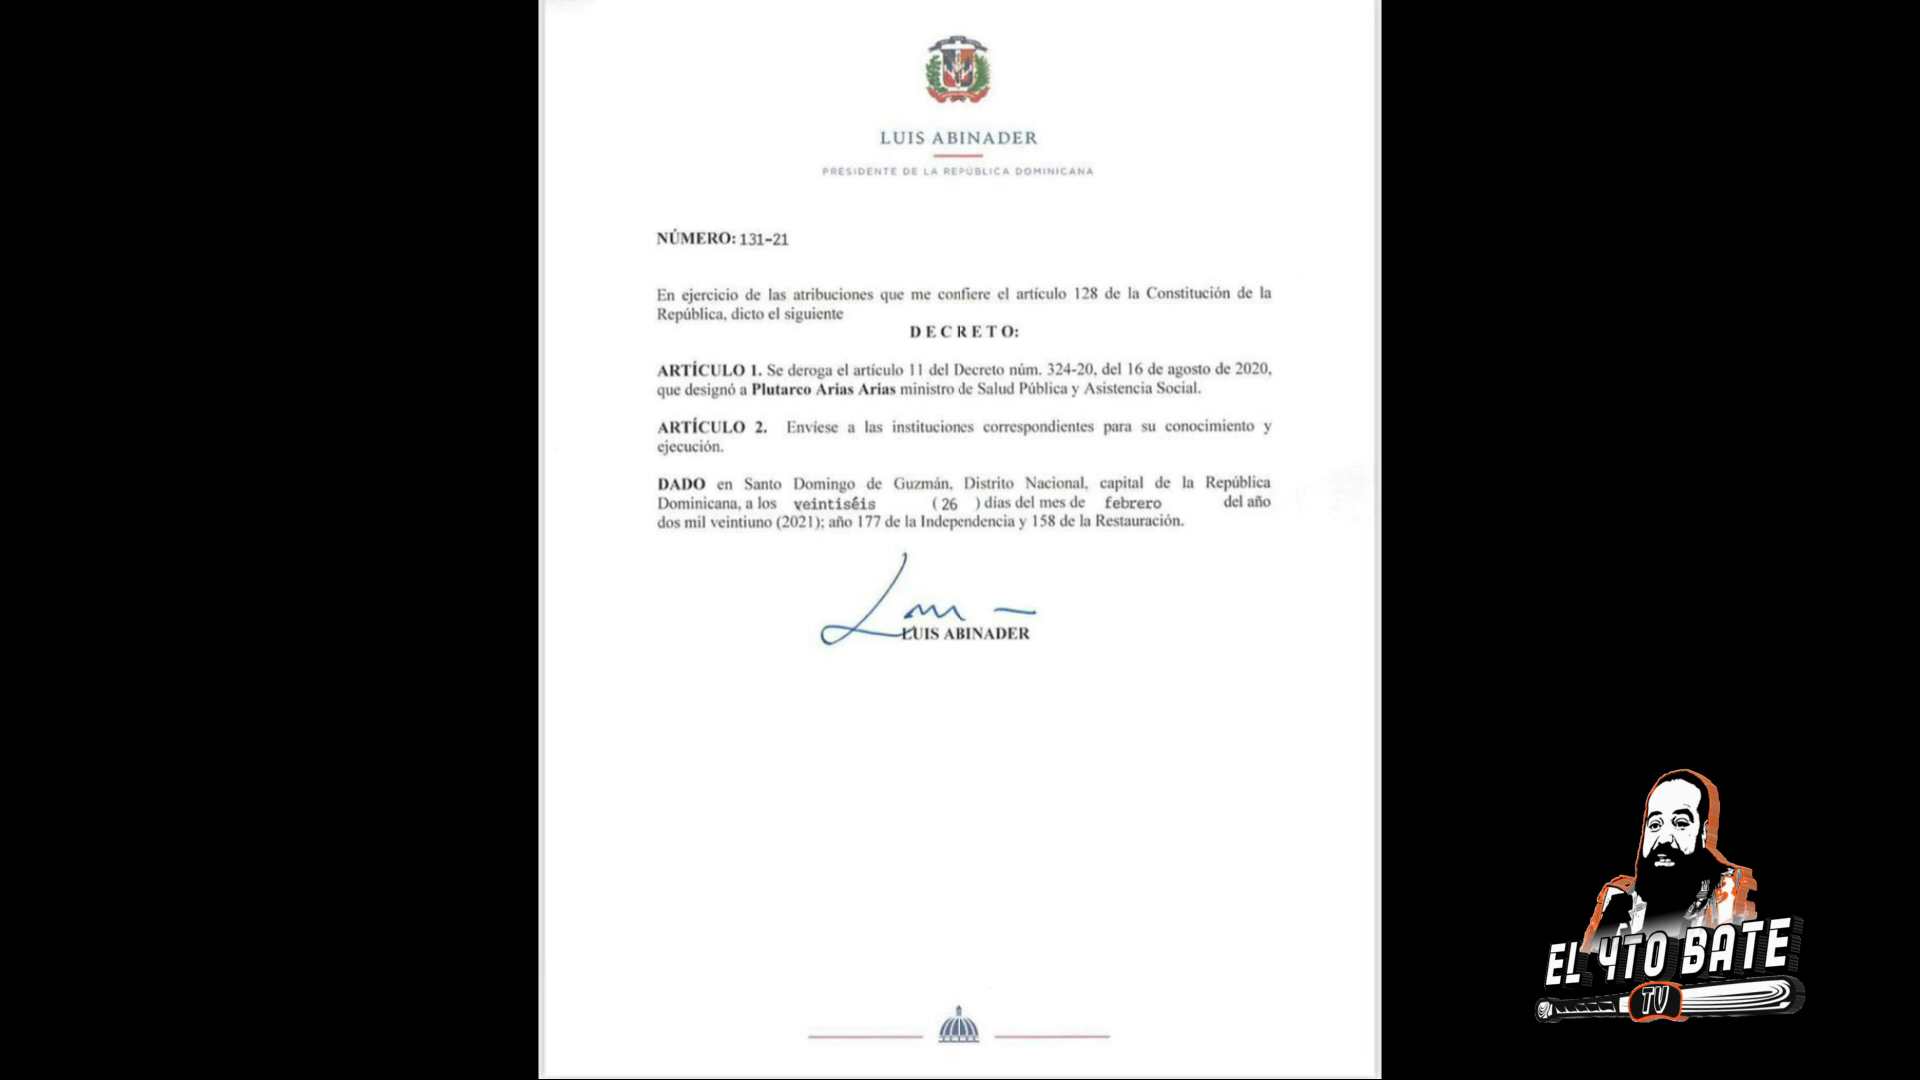 LUIS ABINADER
PRESIDENTE DE LA REPÚBLICA DOMINICANA
NÚMERO: 131-21
En ejercicio de las atribuciones que me confiere el artículo 128 de la Constitución de la
República, dicto el siguiente
DECRETO:
ARTÍCULO 1. Se deroga el artículo 11 del Decreto núm. 324-20, del 16 de agosto de 2020,
que designó a Plutarco Arias Arias ministro de Salud Pública y Asistencia Social.
ARTÍCULO 2. Envíese a las instituciones correspondientes para su conocimiento y
ejecución.
DADO en Santo Domingo de Guzmán, Distrito Nacional, capital de la República
Dominicana, a los veintiséis (26 ) días del mes de febrero del año
dos mil veintiuno (2021); año 177 de la Independencia y 158 de la Restauración.
LUIS ABINADER
EL 4TO BATE
TV